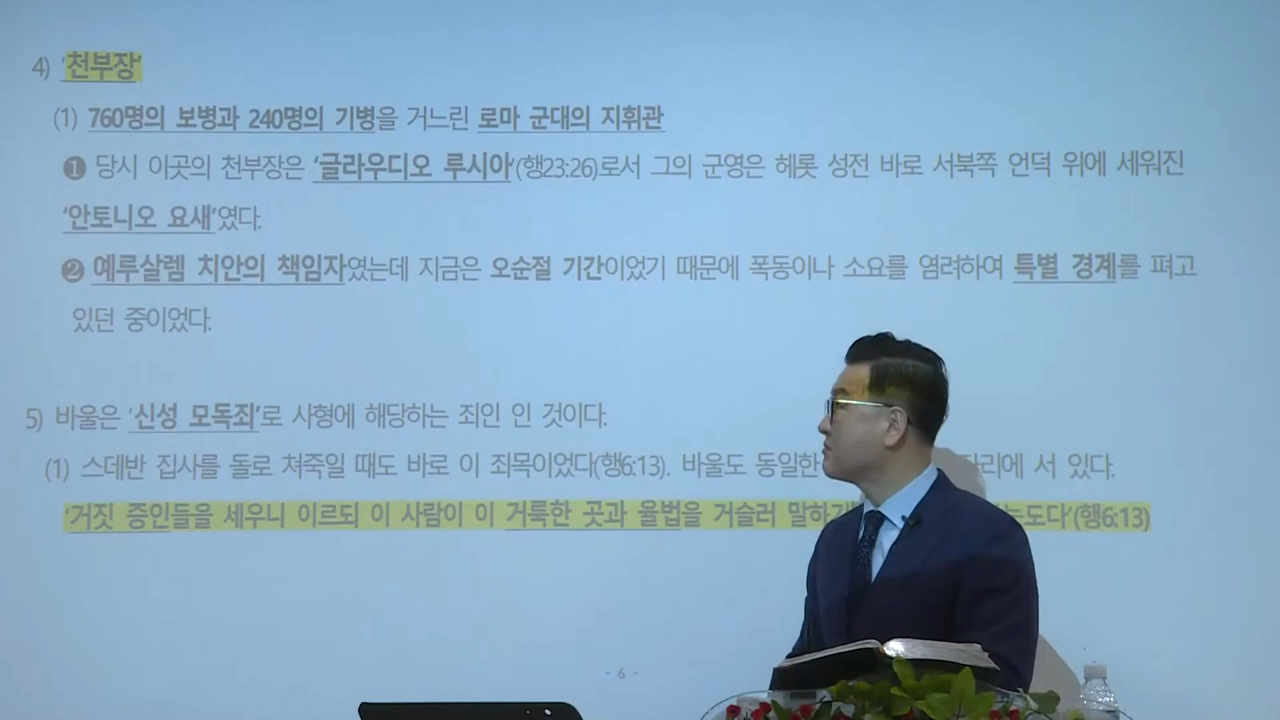 4) '천부장'
(1) 760명의 보병과 240명의 기병을 거느린 로마 군대의 지휘관
❶ 당시 이곳의 천부장은 '글라우디오 루시아'(행23:26)로서 그의 군영은 헤롯 성전 바로 서북쪽 언덕 위에 세워진
'안토니오 요새'였다.
❷ 예루살렘 치안의 책임자였는데 지금은 오순절 기간이었기 때문에 폭동이나 소요를 염려하여 특별 경계를 펴고
있던 중이었다.
5) 바울은 '신성 모독죄'로 사형에 해당하는 죄인 인 것이다.
(1) 스데반 집사를 돌로 쳐죽일 때도 바로 이 죄목이었다(행6:13). 바울도 동일한 서 있다.
'거짓 증인들을 세우니 이르되 이 사람이 이 거룩한 곳과 율법을 거슬러 (행6:13)
- 6 -